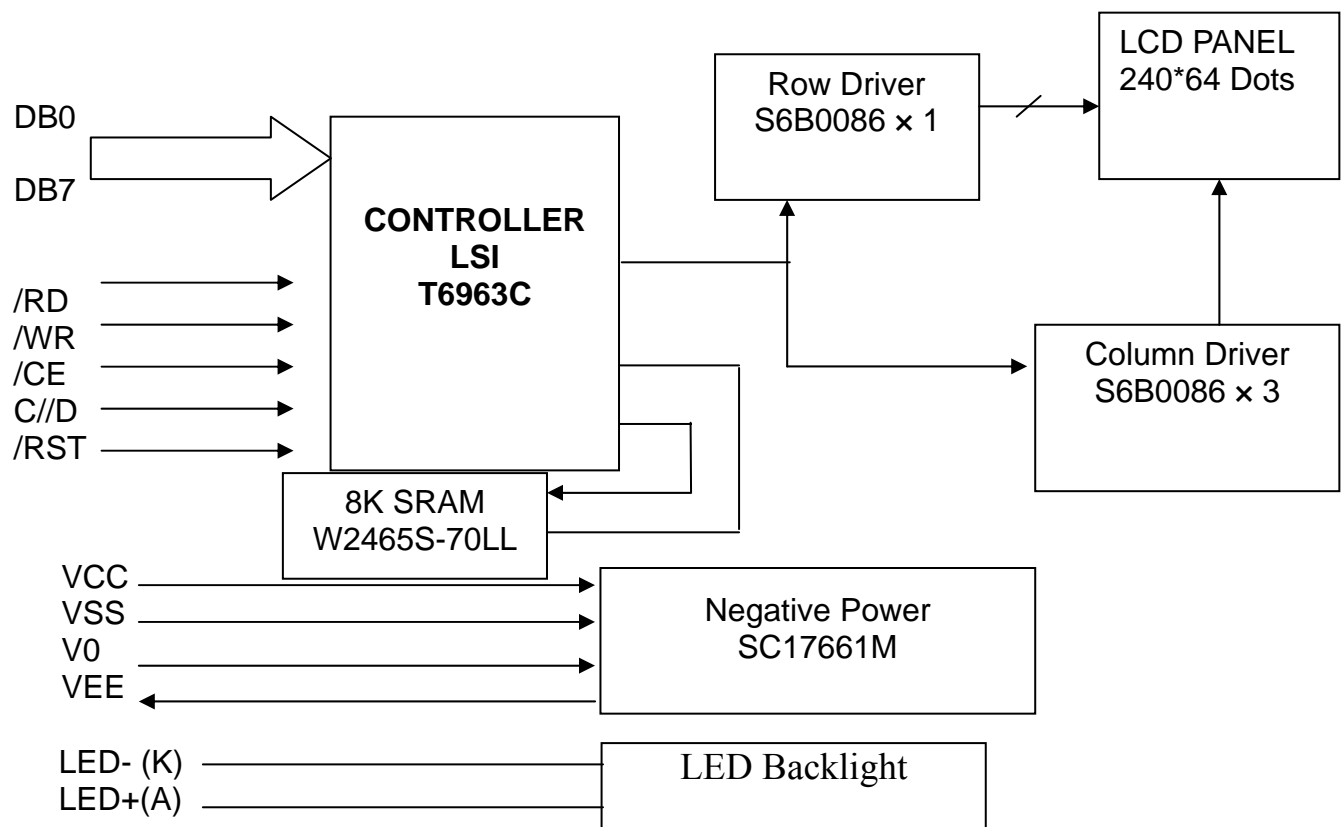 DB0
DB7
/RD
/WR
/CE
C//D
/RST
CONTROLLER
LSI
T6963C
Row Driver
S6B0086 × 1
LCD PANEL
240*64 Dots
Column Driver
S6B0086 × 3
8K SRAM
W2465S-70LL
VCC
VSS
V0
VEE
Negative Power
SC17661M
LED- (K)
LED+(A)
LED Backlight